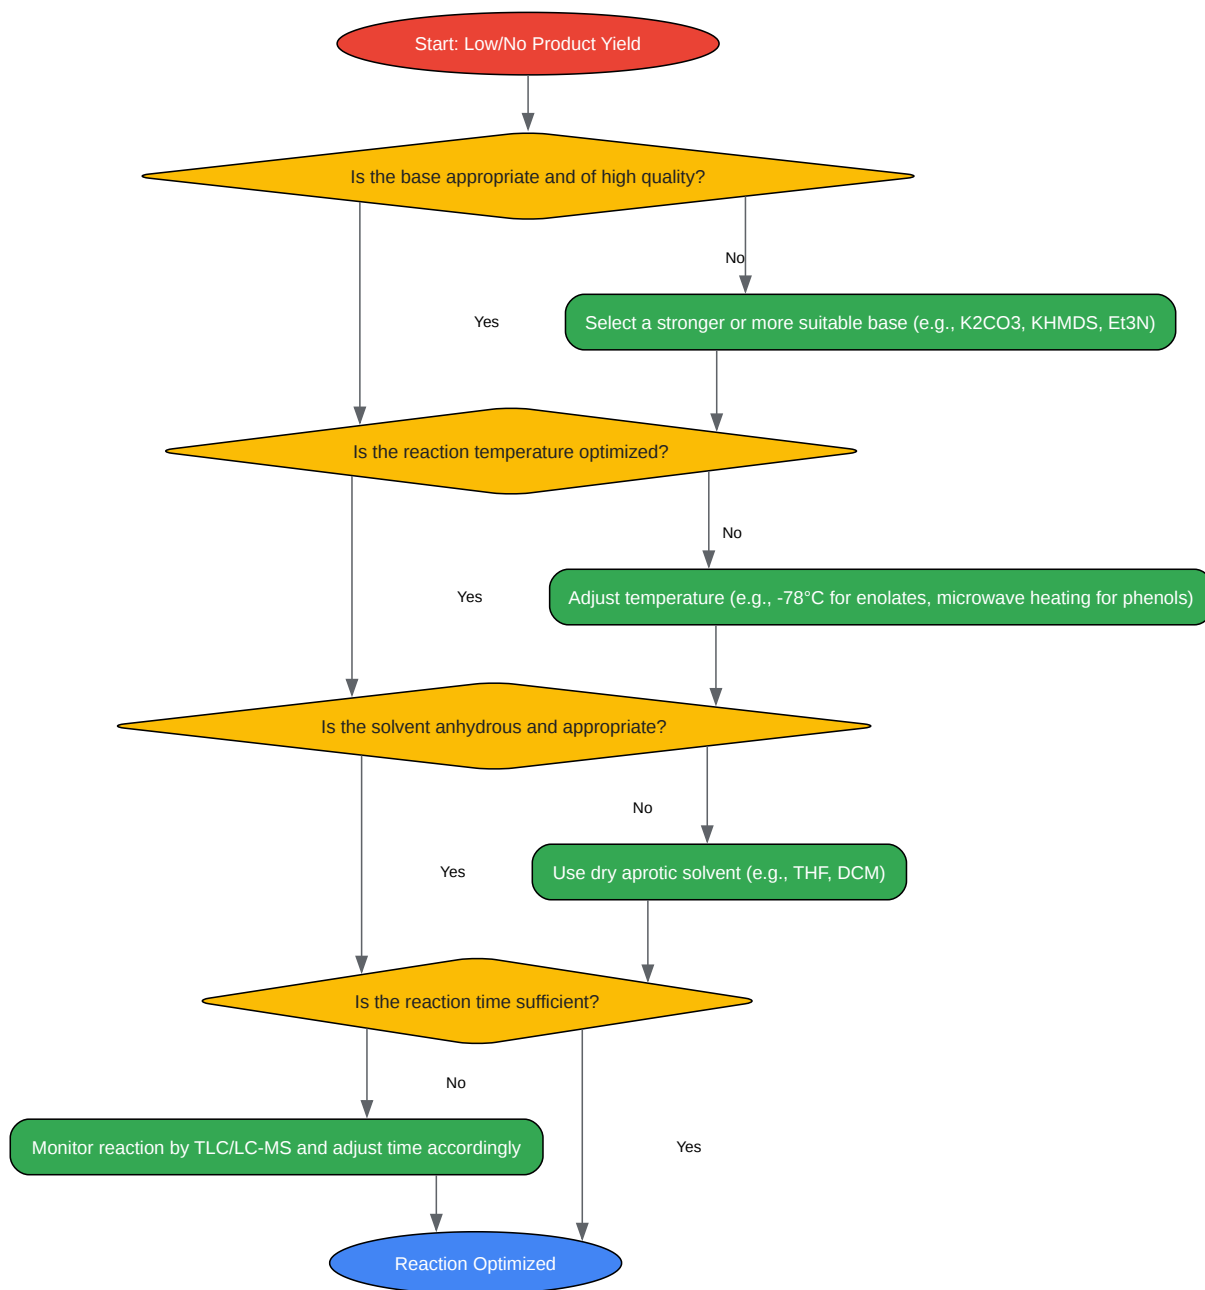 Start: Low/No Product Yield
Is the base appropriate and of high quality?
No
Yes
Select a stronger or more suitable base (e.g., K2CO3, KHMDS, Et3N)
Is the reaction temperature optimized?
No
Yes
Adjust temperature (e.g., -78°C for enolates, microwave heating for phenols)
Is the solvent anhydrous and appropriate?
No
Yes
Use dry aprotic solvent (e.g., THF, DCM)
Is the reaction time sufficient?
No
Monitor reaction by TLC/LC-MS and adjust time accordingly
Yes
Reaction Optimized